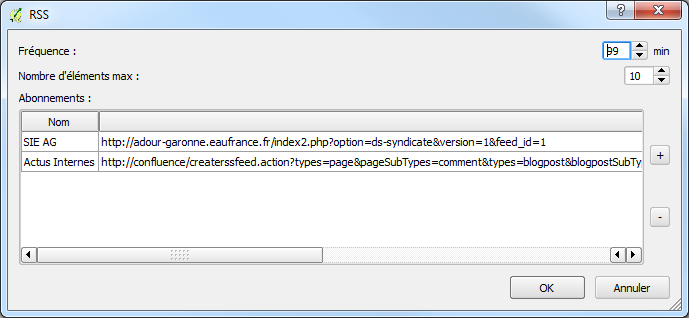 RSS
Fréquence : 99 min
Nombre d'éléments max : 10
Abonnements :
Nom
SIE AG http://adour-garonne.eaufrance.fr/index2.php?option=ds-syndicate&version=1&feed_id=1
Actus Internes http://confluence/createrssfeed.action?types=page&pageSubTypes=comment&types=blogpost&blogpostSubTy
+
-
OK Annuler